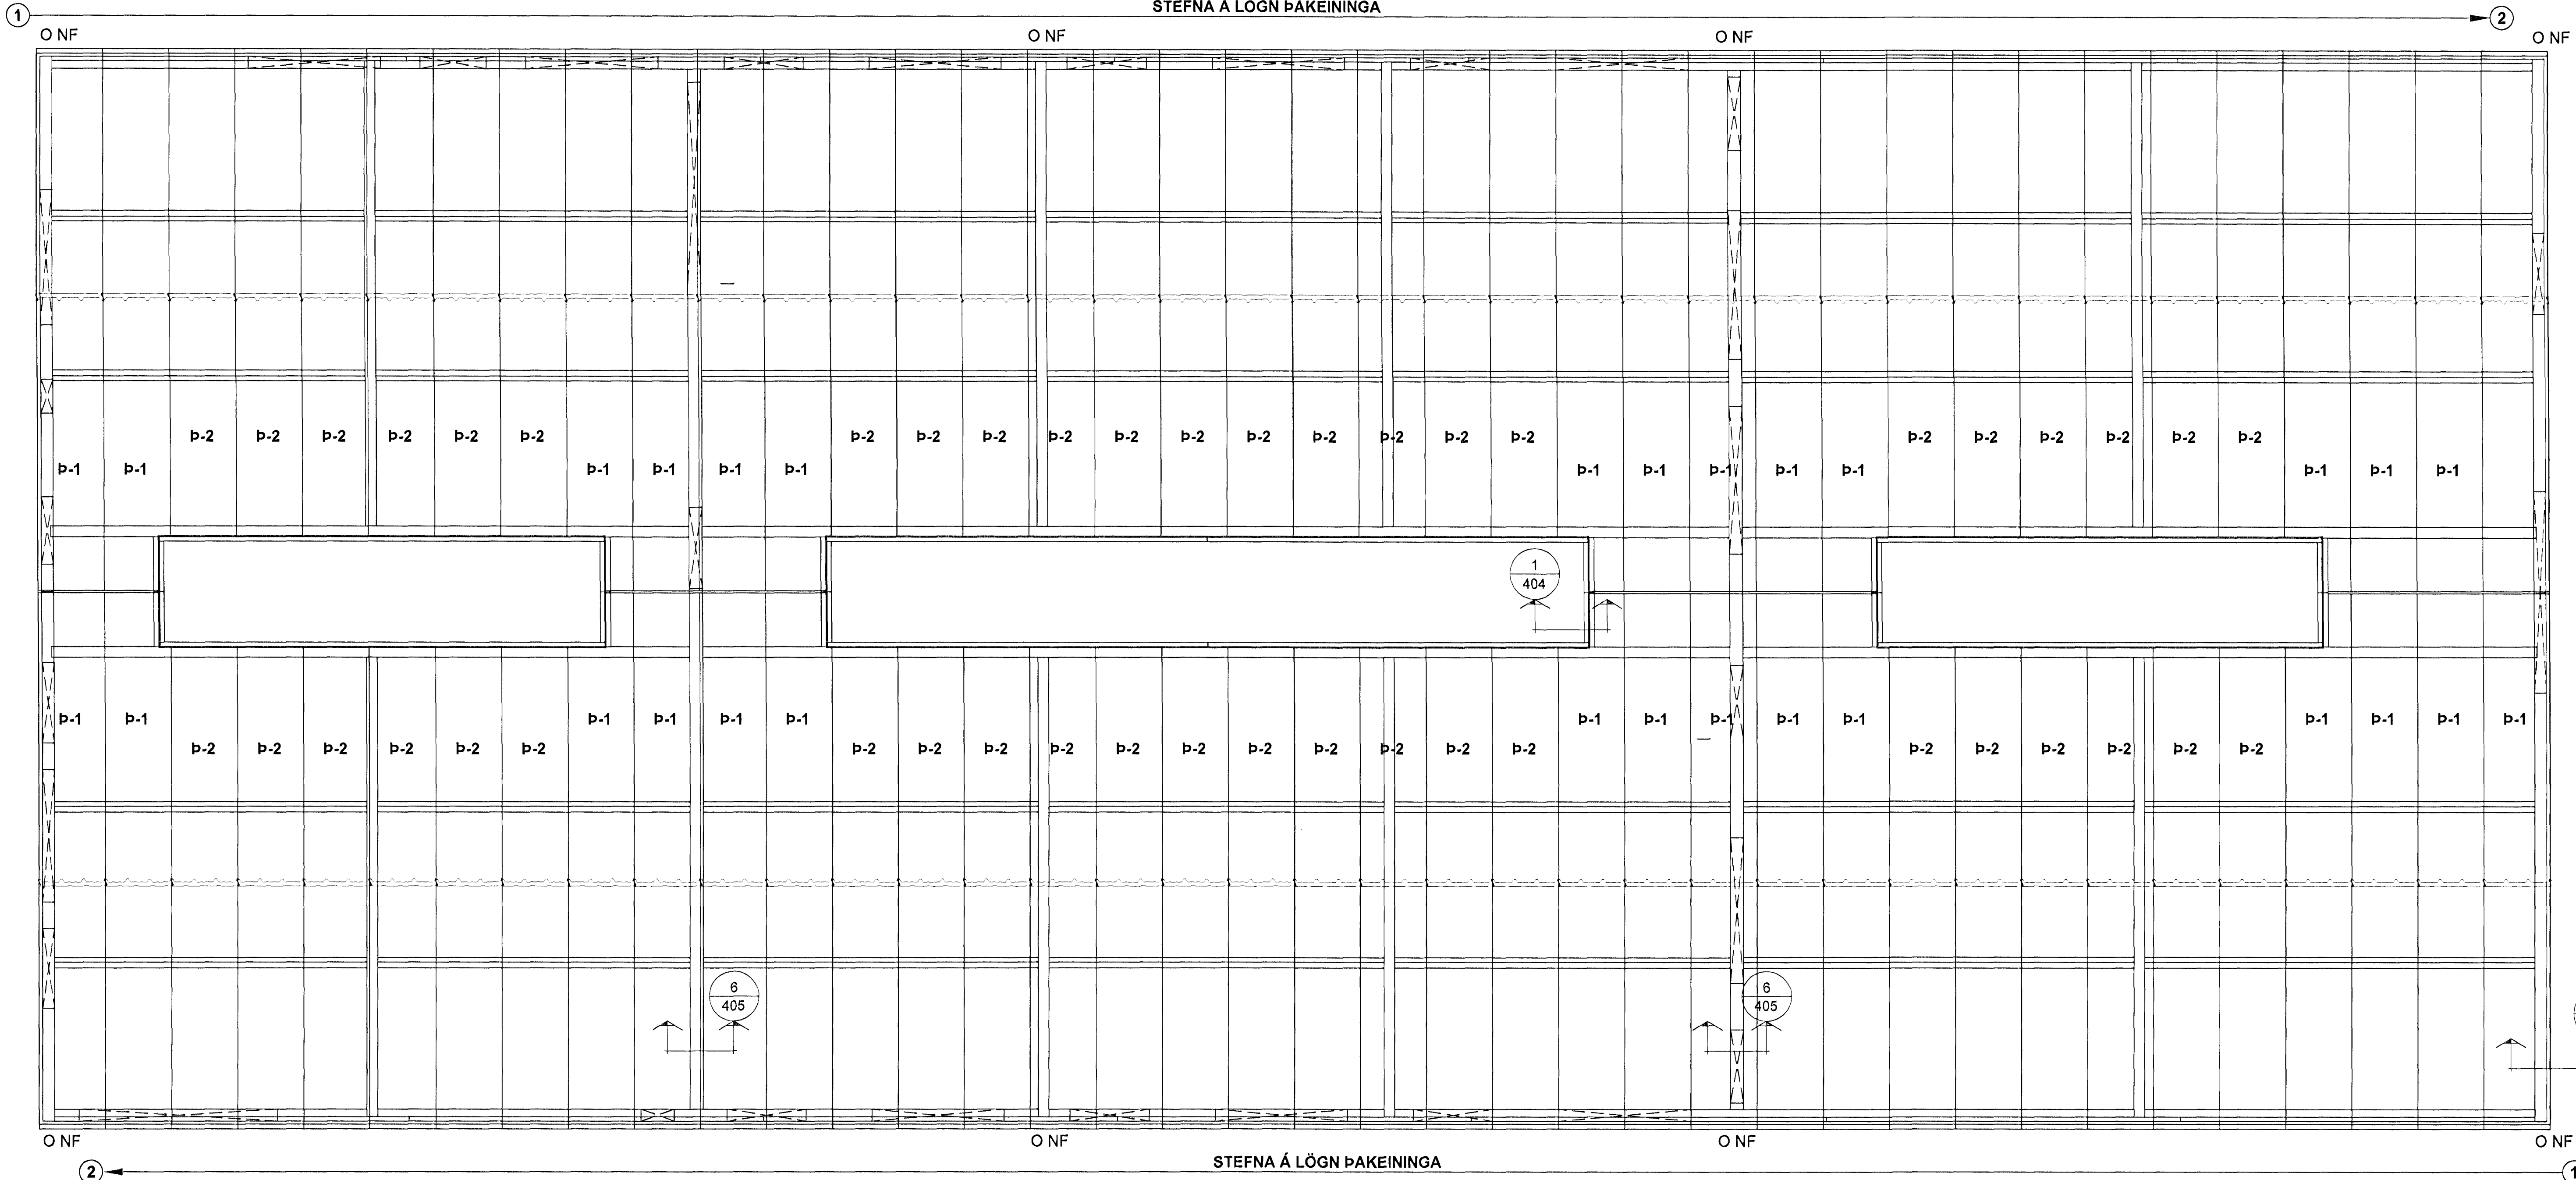 STEFNA Á LÖGN ÞAKEININGA
1 2
O NF O NF O NF O NF
Þ-2 Þ-2 Þ-2 Þ-2 Þ-2 Þ-2 Þ-2 Þ-2 Þ-2 Þ-2 Þ-2 Þ-2 Þ-2 Þ-2 Þ-2 Þ-2 Þ-2 Þ-2 Þ-2 Þ-2 Þ-2 Þ-2 Þ-2
Þ-1 Þ-1 Þ-1 Þ-1 Þ-1 Þ-1 Þ-1 Þ-1 Þ-1 Þ-1 Þ-1 Þ-1 Þ-1 Þ-1
1
404
Þ-1 Þ-1 Þ-1 Þ-1 Þ-1 Þ-1 Þ-1 Þ-1 Þ-1 Þ-1 Þ-1 Þ-1 Þ-1 Þ-1 Þ-1
Þ-2 Þ-2 Þ-2 Þ-2 Þ-2 Þ-2 Þ-2 Þ-2 Þ-2 Þ-2 Þ-2 Þ-2 Þ-2 Þ-2 Þ-2 Þ-2 Þ-2 Þ-2 Þ-2 Þ-2 Þ-2 Þ-2 Þ-2
6 6
405 405
O NF O NF O NF O NF
STEFNA Á LÖGN ÞAKEININGA
2 1